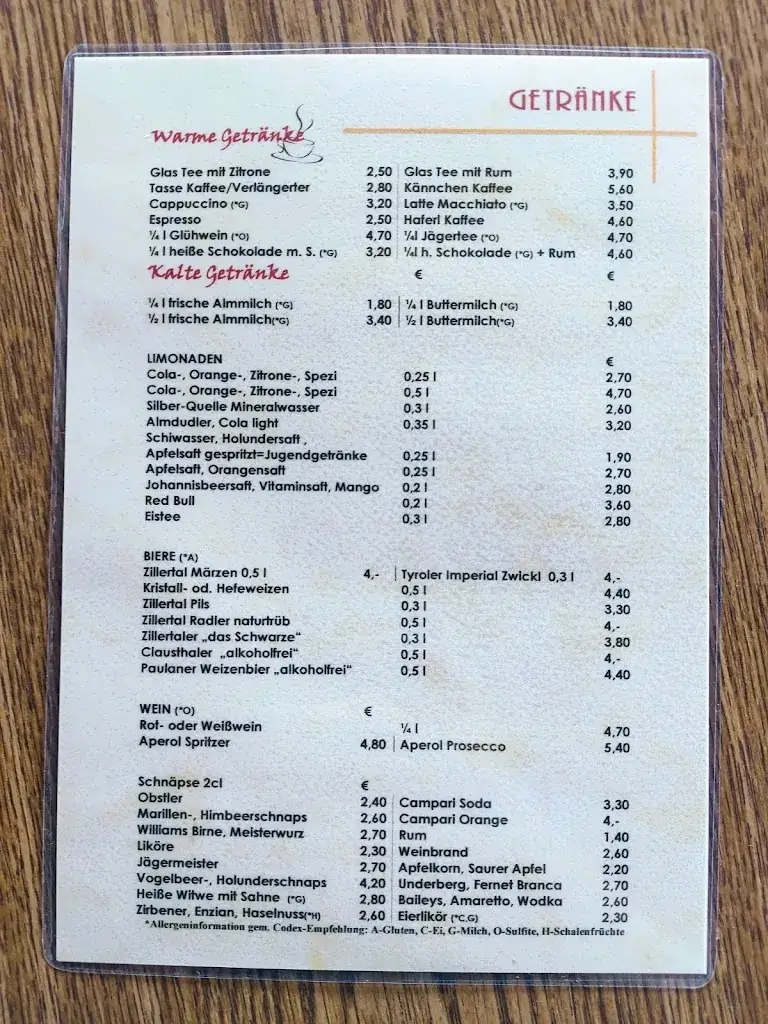 GETRÄNKE
Warme Getränke
Glas Tee mit Zitrone 2,50 Glas Tee mit Rum 3,90
Tasse Kaffee/Verlängerter 2,80 Kännchen Kaffee 5,60
Cappuccino (*G) 3,20 Latte Macchiato (*G) 3,50
Espresso 2,50 Haferl Kaffee 4,60
¼ l Glühwein (*O) 4,70 ¼l Jägertee (*O) 4,70
¼ l heiße Schokolade m. S. (*G) 3,20 ¼l h. Schokolade (*G) + Rum 4,60
Kalte Getränke € €
¼ l frische Almmilch (*G) 1,80 ¼ l Buttermilch (*G) 1,80
½ l frische Almmilch(*G) 3,40 ½ l Buttermilch(*G) 3,40
LIMONADEN €
Cola-, Orange-, Zitrone-, Spezi 0,25 l 2,70
Cola-, Orange-, Zitrone-, Spezi 0,5 l 4,70
Silber-Quelle Mineralwasser 0,3 l 2,60
Almdudler, Cola light 0,35 l 3,20
Schiwasser, Holundersaft ,
Apfelsaft gespritzt=Jugendgetränke 0,25 l 1,90
Apfelsaft, Orangensaft 0,25 l 2,70
Johannisbeersaft, Vitaminsaft, Mango 0,2 l 2,80
Red Bull 0,2 l 3,60
Eistee 0,3 l 2,80
BIERE (*A)
Zillertal Märzen 0,5 l 4,- Tyroler Imperial Zwickl 0,3 l 4,-
Kristall- od. Hefeweizen 0,5 l 4,40
Zillertal Pils 0,3 l 3,30
Zillertal Radler naturtrüb 0,5 l 4,-
Zillertaler „das Schwarze“ 0,3 l 3,80
Clausthaler „alkoholfrei“ 0,5 l 4,-
Paulaner Weizenbier „alkoholfrei“ 0,5 l 4,40
WEIN (*O) €
Rot- oder Weißwein ¼ l 4,70
Aperol Spritzer 4,80 Aperol Prosecco 5,40
Schnäpse 2cl €
Obstler 2,40 Campari Soda 3,30
Marillen-, Himbeerschnaps 2,60 Campari Orange 4,-
Williams Birne, Meisterwurz 2,70 Rum 1,40
Liköre 2,30 Weinbrand 2,60
Jägermeister 2,70 Apfelkorn, Saurer Apfel 2,20
Vogelbeer-, Holunderschnaps 4,20 Underberg, Fernet Branca 2,70
Heiße Witwe mit Sahne (*G) 2,80 Baileys, Amaretto, Wodka 2,60
Zirbener, Enzian, Haselnuss(*H) 2,60 Eierlikör (*C,G) 2,30
*Allergeninformation gem. Codex-Empfehlung: A-Gluten, C-Ei, G-Milch, O-Sulfite, H-Schalenfrüchte